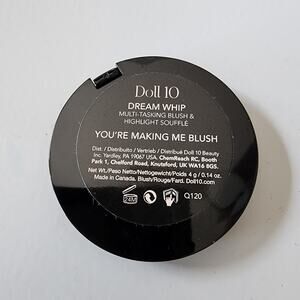 Doll 10
DREAM WHIP
MULTI-TASKING BLUSH &
HIGHLIGHT SOUFFLÉ
YOU'RE MAKING ME BLUSH
Dist. / Distributo / Vertrieb / Distribué Doll 10 Beauty
Inc. Yardley, PA 19067 USA. ChemReach RC, Booth
Park 1, Chelford Road, Knutsford, UK WA16 8GS.
Net Wt./Peso Netto/Nettogewicht/Poids 4 g/0.14 oz.
Made in Canada. Blush/Rouge/Fard. Doll10.com
24M
Q120